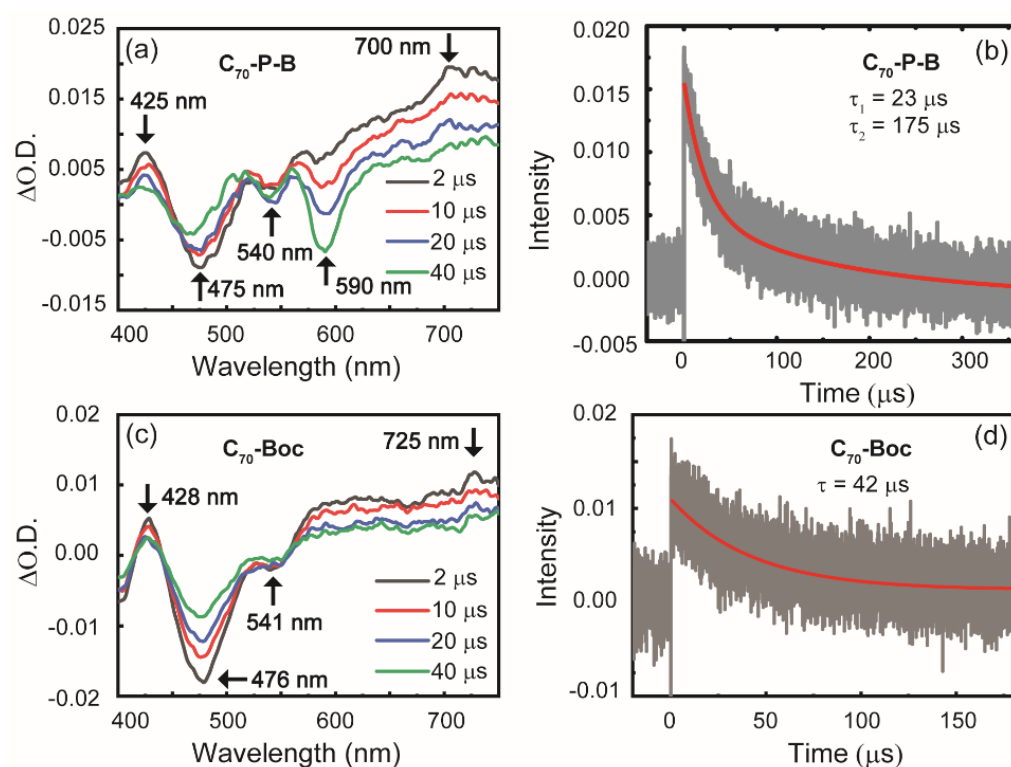 (a)
C₇₀-P-B
700 nm
425 nm
475 nm
540 nm
590 nm
2 μs
10 μs
20 μs
40 μs
0.025
0.015
0.005
-0.005
-0.015
ΔO.D.
400 500 600 700
Wavelength (nm)
(b)
C₇₀-P-B
τ₁ = 23 μs
τ₂ = 175 μs
0.020
0.015
0.010
0.005
0.000
-0.005
Intensity
0 100 200 300
Time (μs)
(c)
C₇₀-Boc
725 nm
428 nm
541 nm
476 nm
2 μs
10 μs
20 μs
40 μs
0.02
0.01
0.00
-0.01
-0.02
ΔO.D.
400 500 600 700
Wavelength (nm)
(d)
C₇₀-Boc
τ = 42 μs
0.02
0.01
0.00
-0.01
Intensity
0 50 100 150
Time (μs)